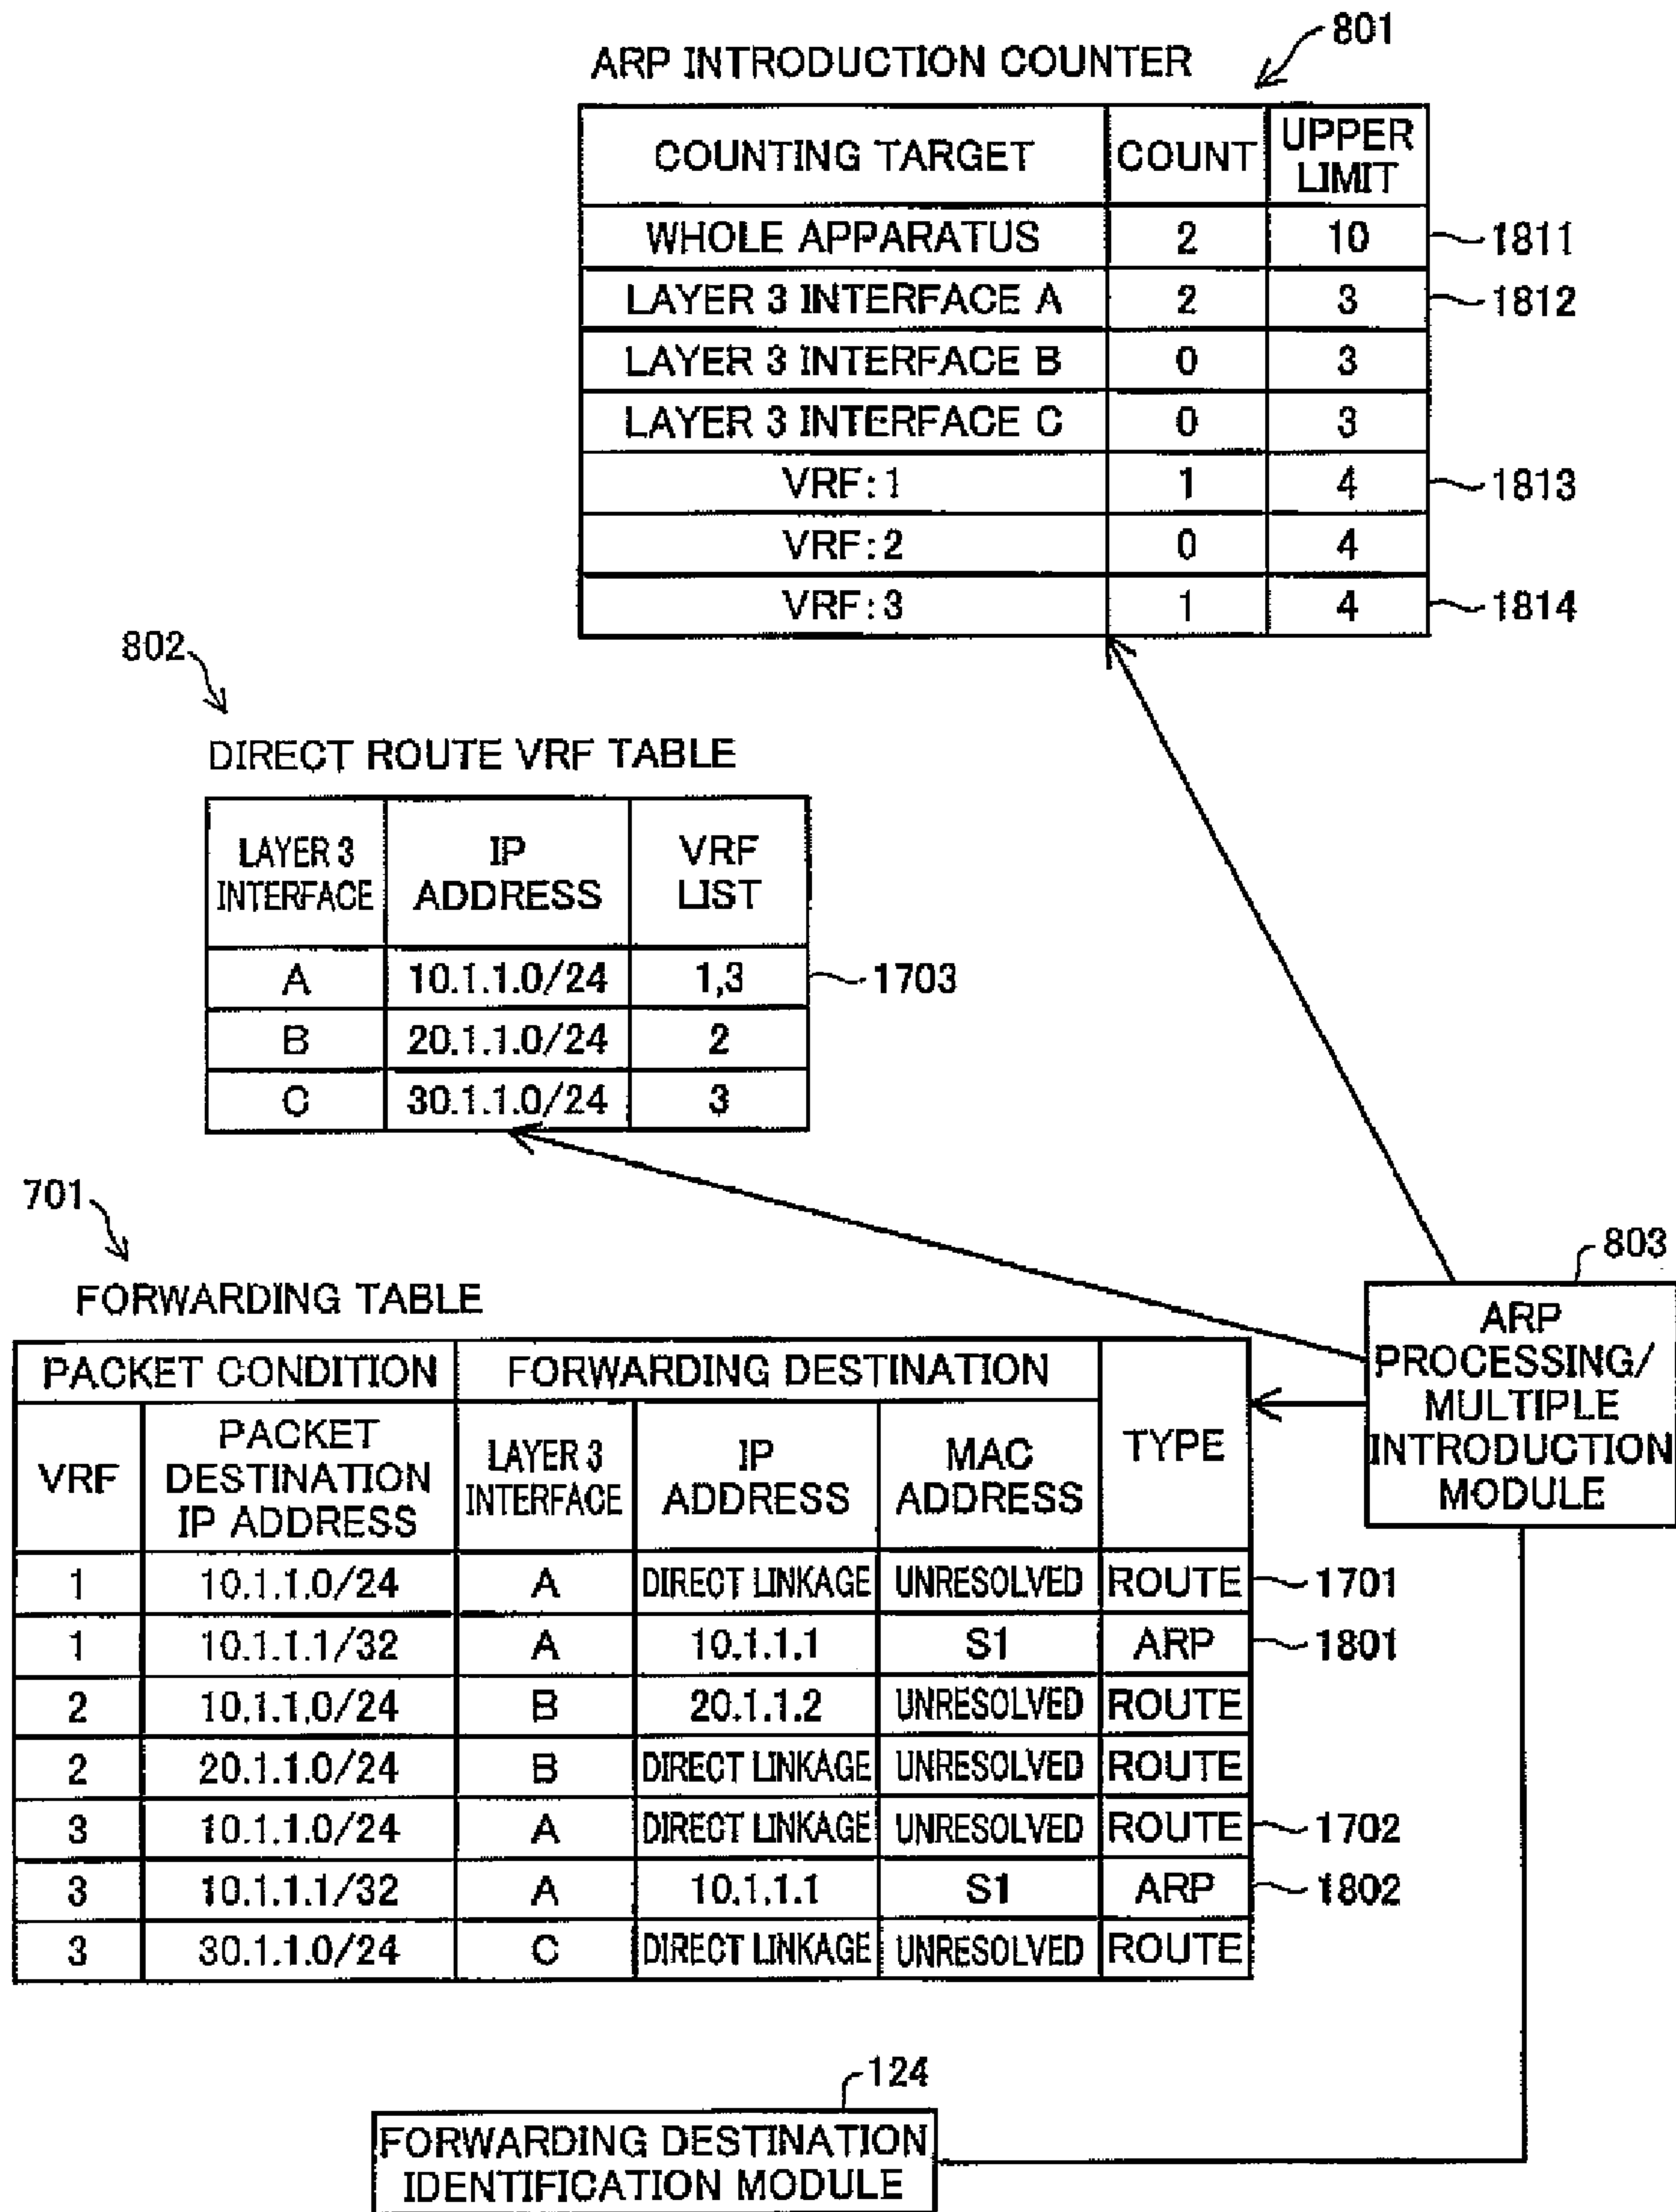 801
ARP INTRODUCTION COUNTER
COUNTING TARGET COUNT UPPER LIMIT
WHOLE APPARATUS 2 10 1811
LAYER 3 INTERFACE A 2 3 1812
LAYER 3 INTERFACE B 0 3
LAYER 3 INTERFACE C 0 3
VRF:1 1 4 1813
VRF:2 0 4
VRF:3 1 4 1814
802
DIRECT ROUTE VRF TABLE
LAYER 3 INTERFACE IP ADDRESS VRF LIST
A 10.1.1.0/24 1,3 1703
B 20.1.1.0/24 2
C 30.1.1.0/24 3
701
FORWARDING TABLE
PACKET CONDITION FORWARDING DESTINATION TYPE
VRF PACKET DESTINATION IP ADDRESS LAYER 3 INTERFACE IP ADDRESS MAC ADDRESS
1 10.1.1.0/24 A DIRECT LINKAGE UNRESOLVED ROUTE 1701
1 10.1.1.1/32 A 10.1.1.1 S1 ARP 1801
2 10.1.1.0/24 B 20.1.1.2 UNRESOLVED ROUTE
2 20.1.1.0/24 B DIRECT LINKAGE UNRESOLVED ROUTE
3 10.1.1.0/24 A DIRECT LINKAGE UNRESOLVED ROUTE 1702
3 10.1.1.1/32 A 10.1.1.1 S1 ARP 1802
3 30.1.1.0/24 C DIRECT LINKAGE UNRESOLVED ROUTE
803
ARP
PROCESSING/
MULTIPLE
INTRODUCTION
MODULE
124
FORWARDING DESTINATION
IDENTIFICATION MODULE